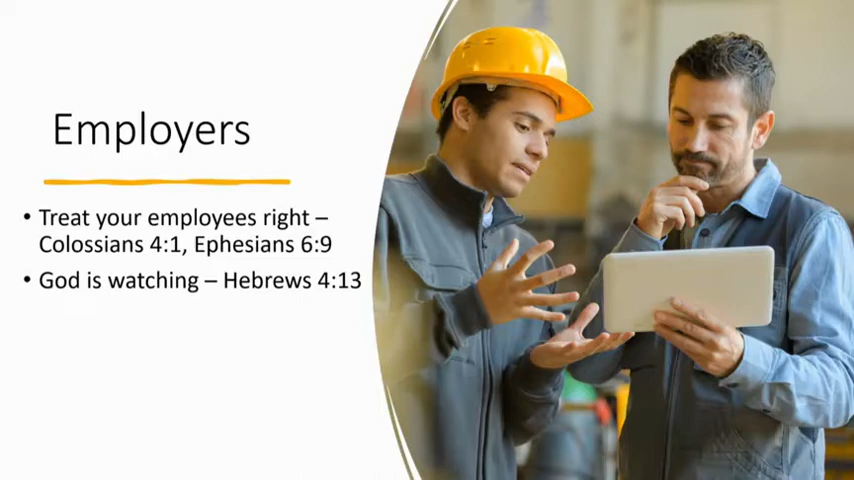 Employers
• Treat your employees right –
Colossians 4:1, Ephesians 6:9
• God is watching – Hebrews 4:13